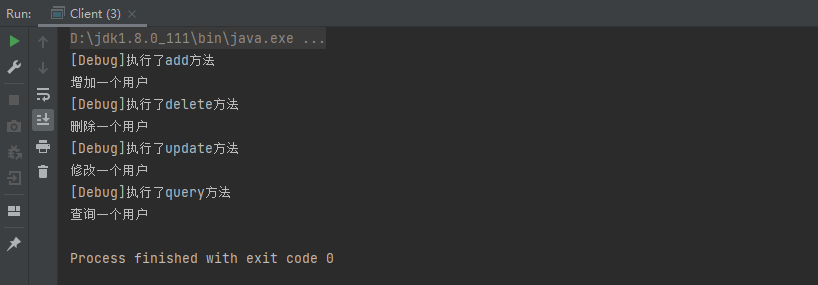 Run: Client (3) ×
D:\jdk1.8.0_111\bin\java.exe ...
[Debug]执行了add方法
增加一个用户
[Debug]执行了delete方法
删除一个用户
[Debug]执行了update方法
修改一个用户
[Debug]执行了query方法
查询一个用户
Process finished with exit code 0